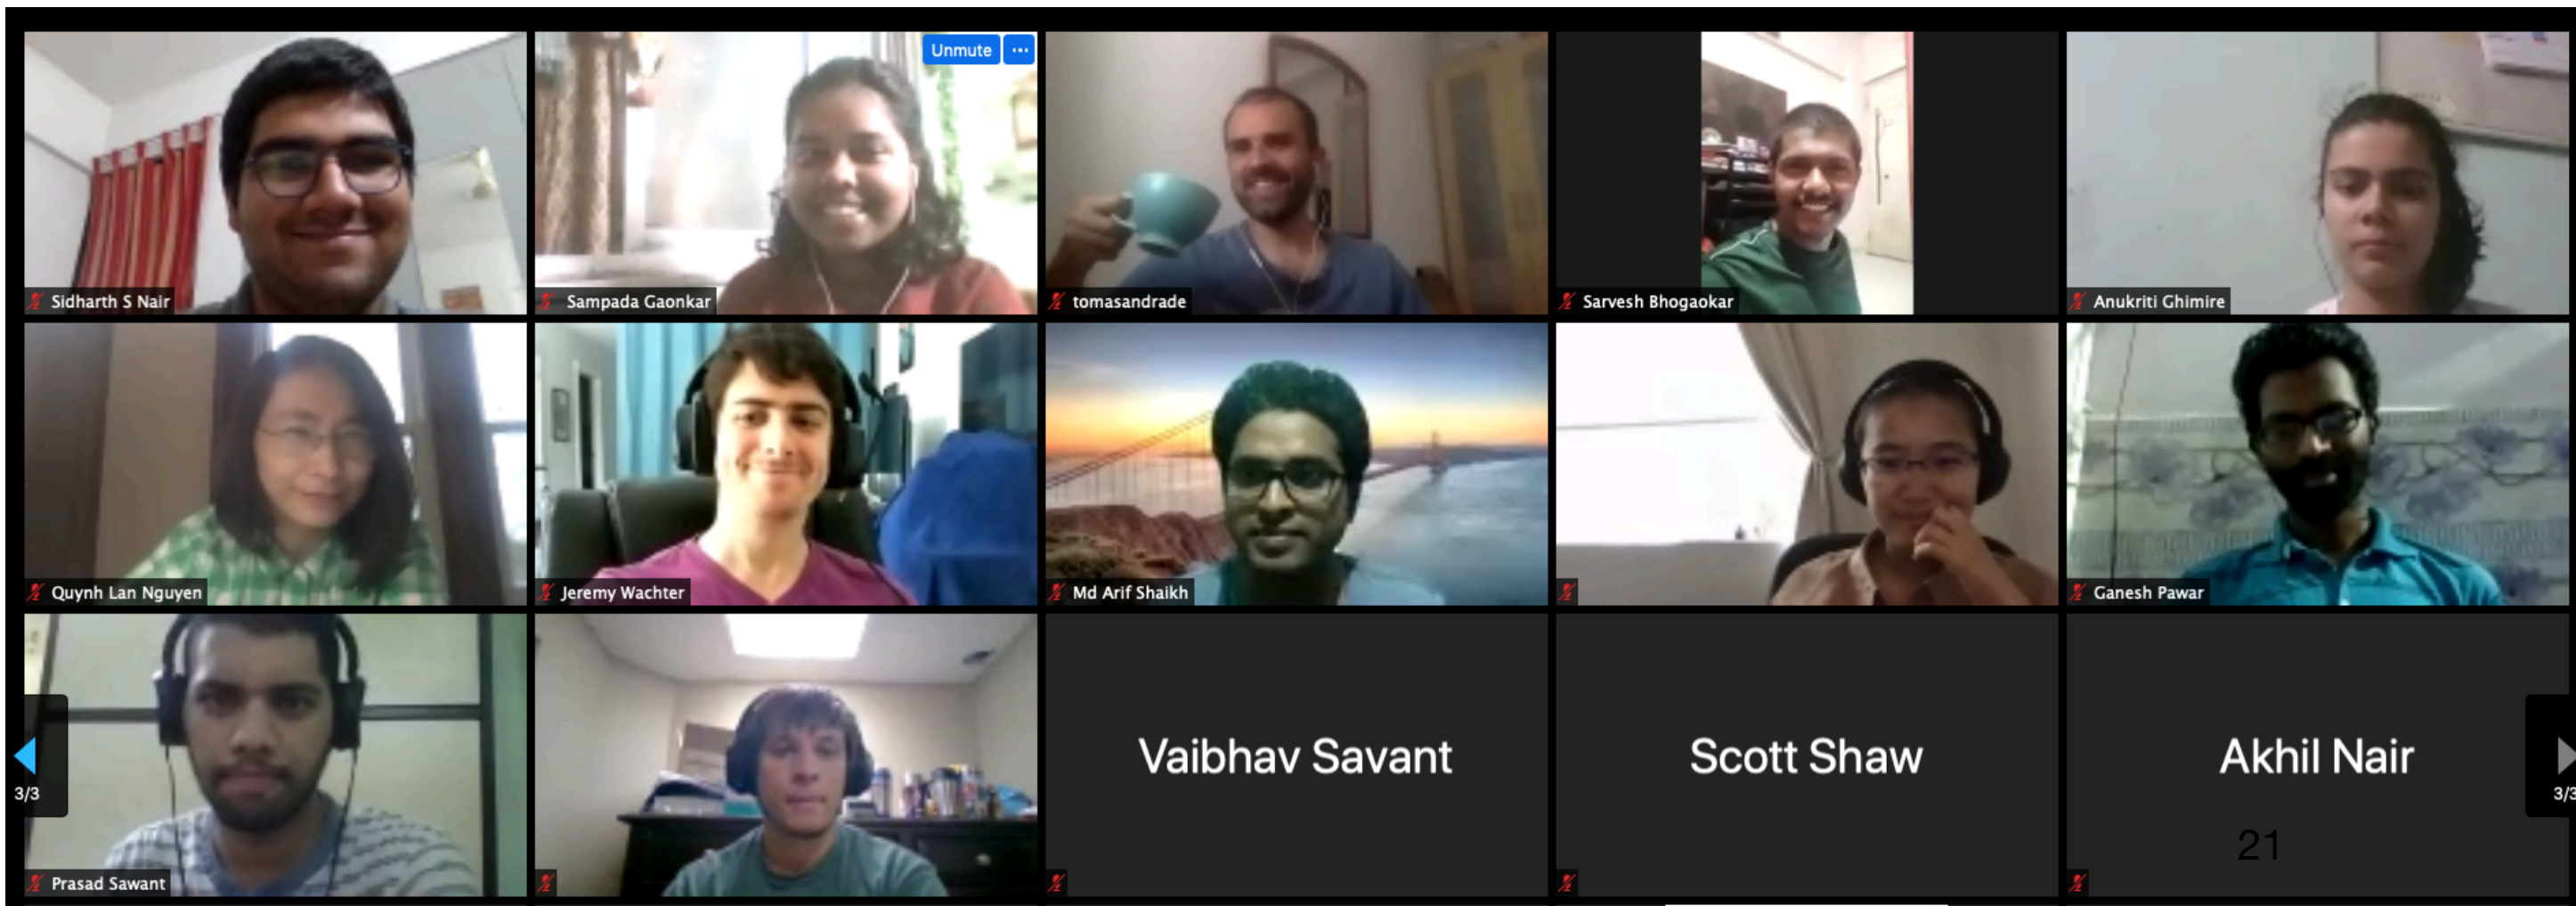 Unmute ...
Sidharth S Nair
Sampada Gaonkar
tomasandrade
Sarvesh Bhogaokar
Anukriti Ghimire
Quynh Lan Nguyen
Jeremy Wachter
Md Arif Shaikh
Ganesh Pawar
Vaibhav Savant
Scott Shaw
Akhil Nair
3/3
3/3
21
Prasad Sawant